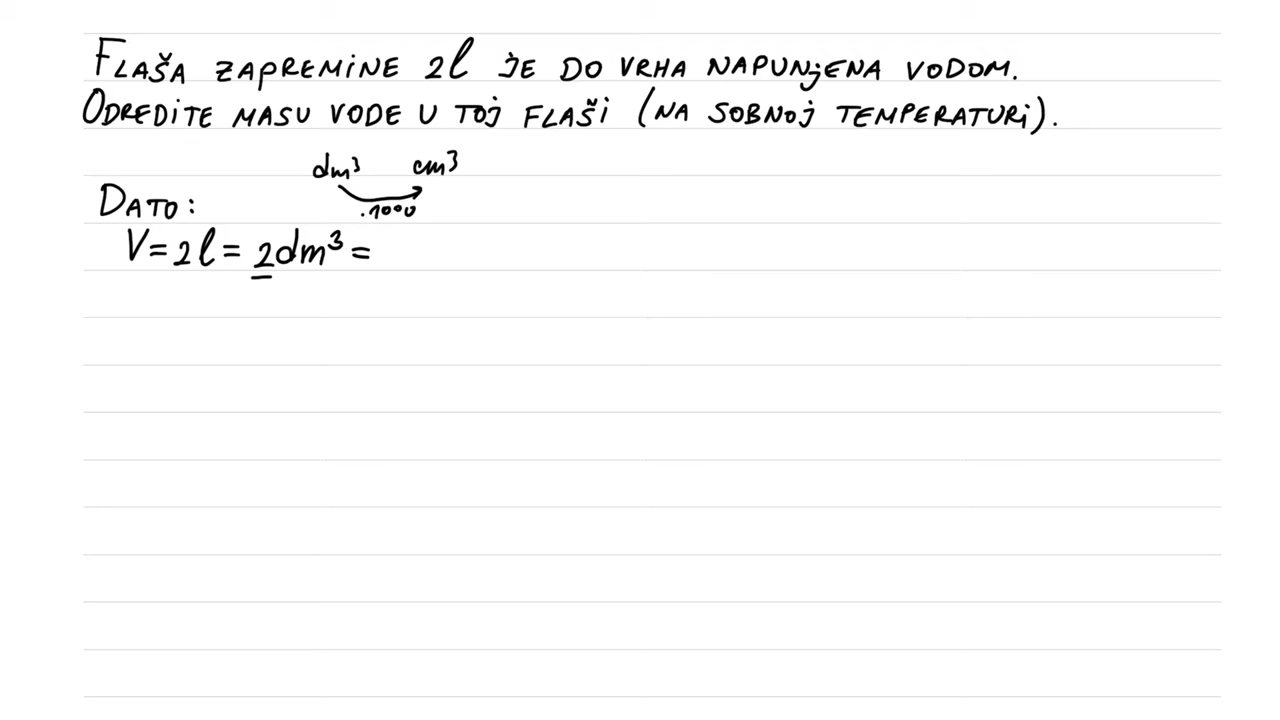 Flaša zapremine 2l je do vrha napunjena vodom.
Odredite masu vode u toj flaši (na sobnoj temperaturi).
dm³ cm³
Dato:
·1000
V=2l=2dm³=